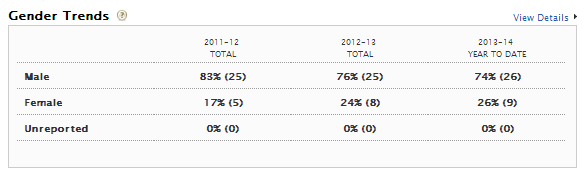 Gender Trends ? View Details
2011-12 2012-13 2013-14
TOTAL TOTAL YEAR TO DATE
Male 83% (25) 76% (25) 74% (26)
Female 17% (5) 24% (8) 26% (9)
Unreported 0% (0) 0% (0) 0% (0)